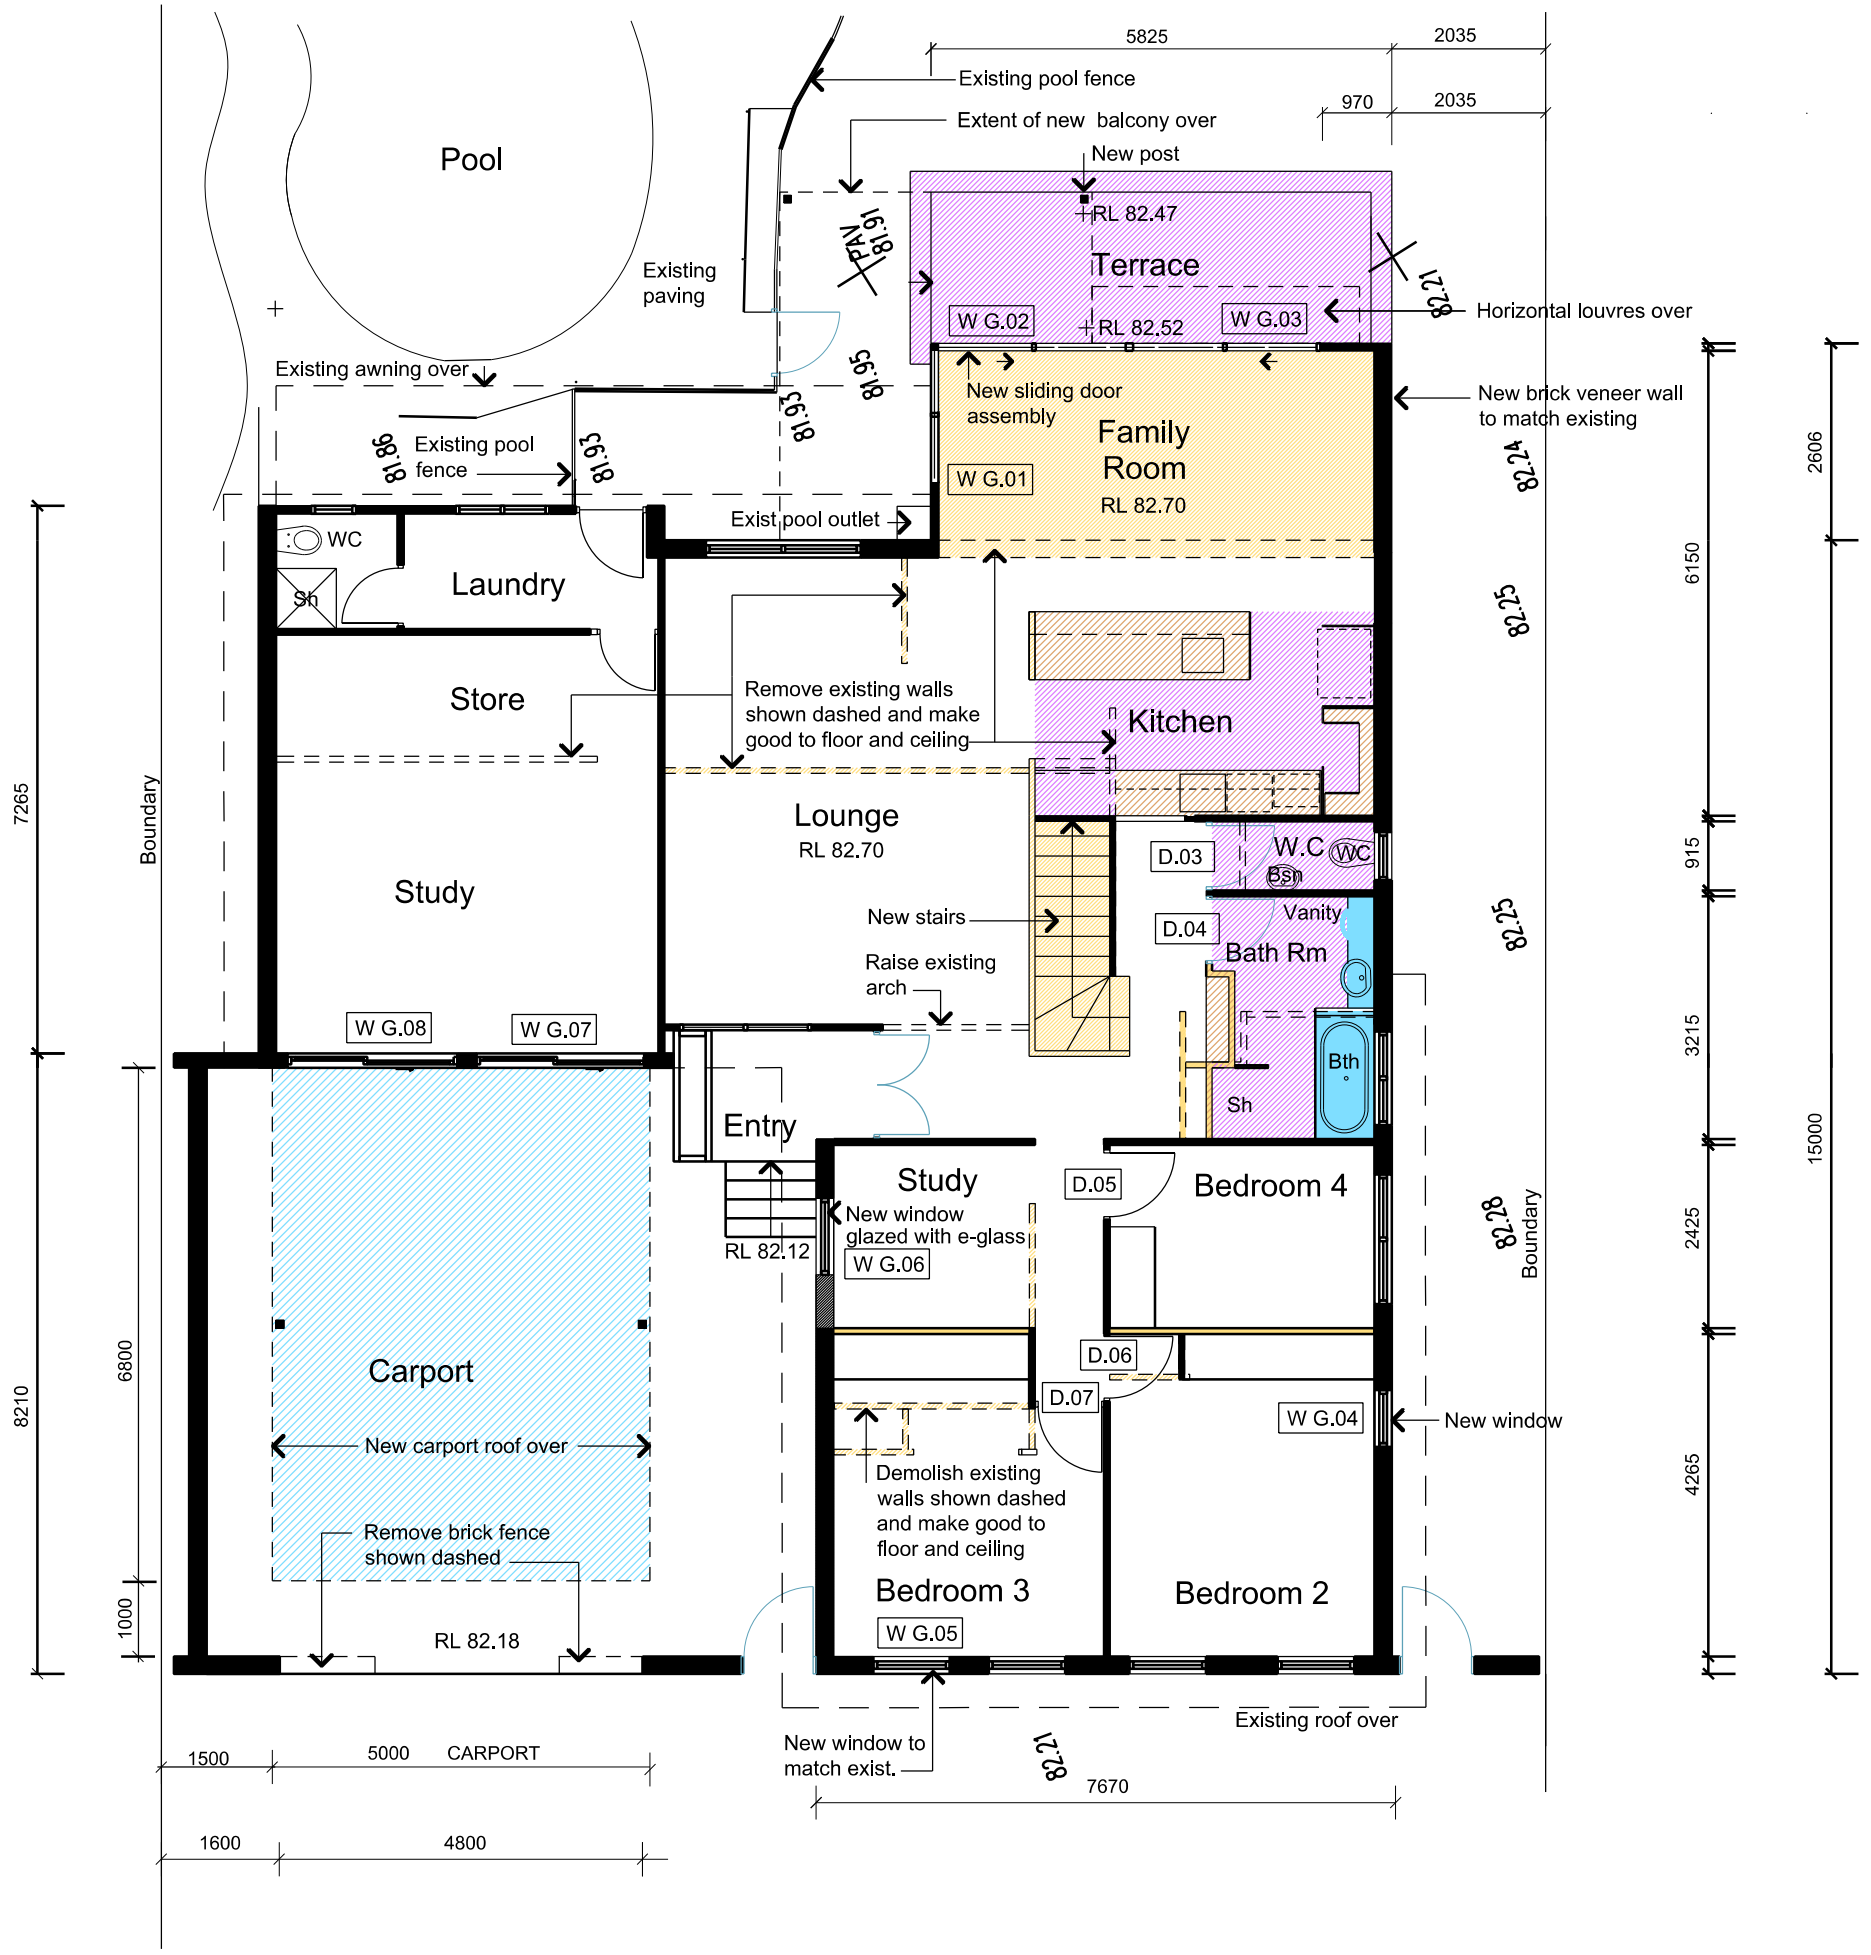 5825
2035
Existing pool fence
970
2035
Extent of new balcony over
New post
Pool
RL 82.47
PAV
81.91
Terrace
82.21
Existing
paving
Horizontal louvres over
W G.02
RL 82.52
W G.03
Existing awning over
81.95
New sliding door
assembly
New brick veneer wall
to match existing
81.93
81.86
Existing pool
fence
81.93
Family
Room
RL 82.70
W G.01
82.24
2606
Exist pool outlet
WC
Laundry
Sh
6150
82.25
Store
Remove existing walls
shown dashed and make
good to floor and ceiling
Kitchen
7265
Boundary
Lounge
RL 82.70
Study
D.03
W.C
WC
Bsn
915
New stairs
D.04
Vanity
Bath Rm
82.25
Raise existing
arch
W G.08
W G.07
3215
Bth
Sh
Entry
15000
Study
D.05
Bedroom 4
New window
glazed with e-glass
RL 82.12
W G.06
82.28
Boundary
2425
6800
Carport
D.06
D.07
8210
W G.04
New window
New carport roof over
Demolish existing
walls shown dashed
and make good to
floor and ceiling
4265
Remove brick fence
shown dashed
Bedroom 3
Bedroom 2
1000
RL 82.18
W G.05
Existing roof over
New window to
match exist.
82.21
1500
5000 CARPORT
7670
1600
4800